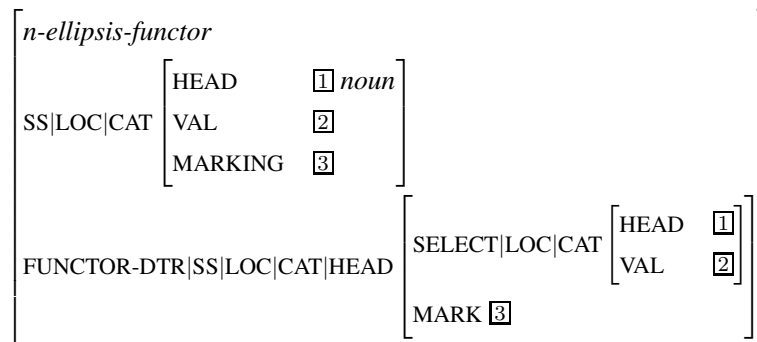 n-ellipsis-functor
HEAD 1 noun
SS|LOC|CAT VAL 2
MARKING 3
HEAD 1
SELECT|LOC|CAT
VAL 2
FUNCTOR-DTR|SS|LOC|CAT|HEAD
MARK 3